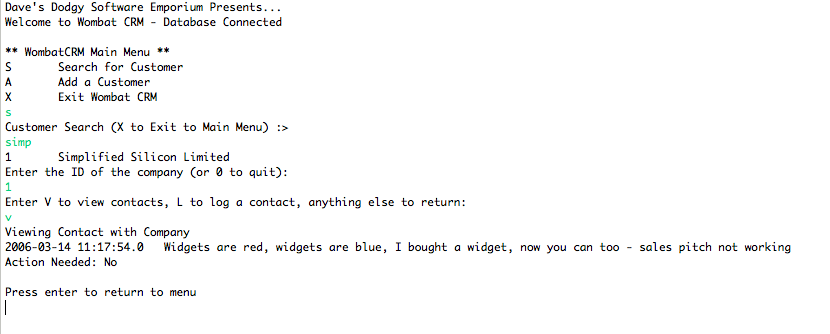 Dave's Dodgy Software Emporium Presents...
Welcome to Wombat CRM - Database Connected
** WombatCRM Main Menu **
S Search for Customer
A Add a Customer
X Exit Wombat CRM
s
Customer Search (X to Exit to Main Menu) :>
simp
1 Simplified Silicon Limited
Enter the ID of the company (or 0 to quit):
1
Enter V to view contacts, L to log a contact, anything else to return:
v
Viewing Contact with Company
2006-03-14 11:17:54.0 Widgets are red, widgets are blue, I bought a widget, now you can too - sales pitch not working
Action Needed: No
Press enter to return to menu